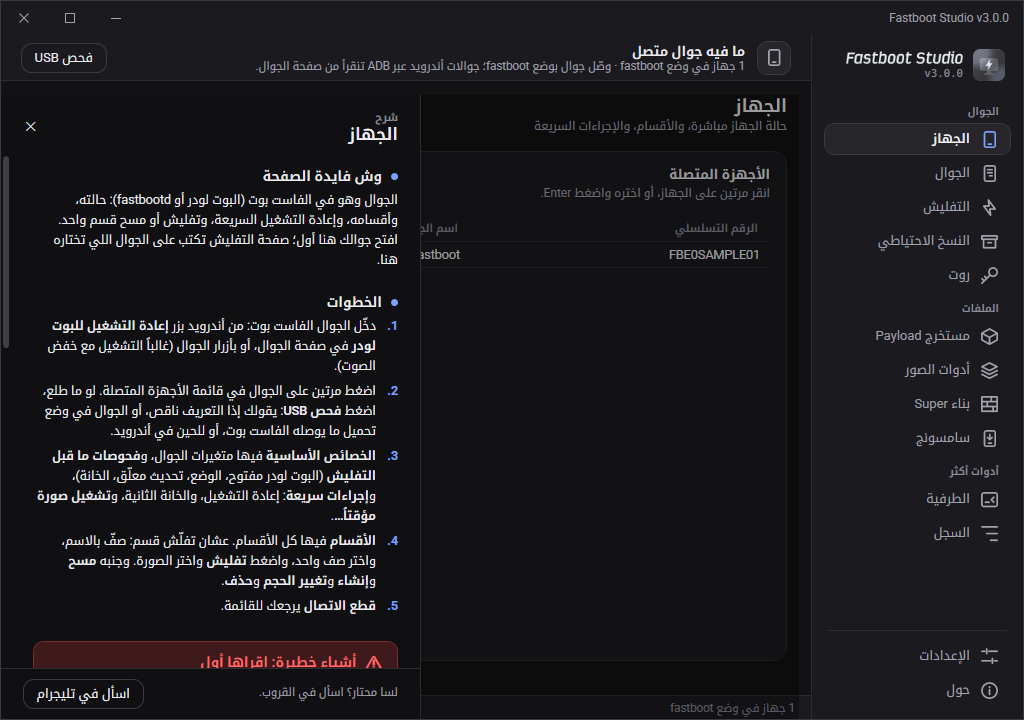 Fastboot Studio v3.0.0
ما فيه جوال متصل
1 جهاز في وضع fastboot · وصّل جوال بوضع fastboot؛ جوالات أندرويد عبر ADB تنقرأ من صفحة الجوال.
فحص USB
Fastboot Studio
v3.0.0
الجوال
الجهاز
الجوال
التفليش
النسخ الاحتياطي
روت
الملفات
مستخرج Payload
أدوات الصور
بناء Super
سامسونج
أدوات أكثر
الطرفية
السجل
الإعدادات
حول
الجهاز
حالة الجهاز مباشرة، والأقسام، والإجراءات السريعة
الأجهزة المتصلة
انقر مرتين على الجهاز، أو اختره واضغط Enter.
الرقم التسلسلي
اسم الج
FBE0SAMPLE01
astboot
1 جهاز في وضع fastboot
شرح
الجهاز
وش فايدة الصفحة
الجوال وهو في الفاست بوت (البوت لودر أو fastbootd): حالته،
وأقسامه، وإعادة التشغيل السريعة، وتفليش أو مسح قسم واحد.
افتح جوالك هنا أول؛ صفحة التفليش تكتب على الجوال اللي تختاره
هنا.
الخطوات
1. دخّل الجوال الفاست بوت: من أندرويد بزر إعادة التشغيل للبوت
لودر في صفحة الجوال، أو بأزرار الجوال (غالباً التشغيل مع خفض
الصوت).
2. اضغط مرتين على الجوال في قائمة الأجهزة المتصلة. لو ما طلع،
اضغط فحص USB: يقولك إذا التعريف ناقص، أو الجوال في وضع
تحميل ما يوصله الفاست بوت، أو للحين في أندرويد.
3. الخصائص الأساسية فيها متغيرات الجوال، وفحوصات ما قبل
التفليش (البوت لودر مفتوح، الوضع، تحديث معلّق، الخانة)،
وإجراءات سريعة: إعادة التشغيل، والخانة الثانية، وتشغيل صورة
مؤقتاً….
4. الأقسام فيها كل الأقسام. عشان تفلّش قسم: صفّ بالاسم،
واختر صف واحد، واضغط تفليش واختر الصورة. وجنبه مسح
وإنشاء وتغيير الحجم وحذف.
5. قطع الاتصال يرجعك للقائمة.
أشياء خطيرة: اقراها أول
لسا محتار؟ اسأل في القروب.
اسأل في تليجرام